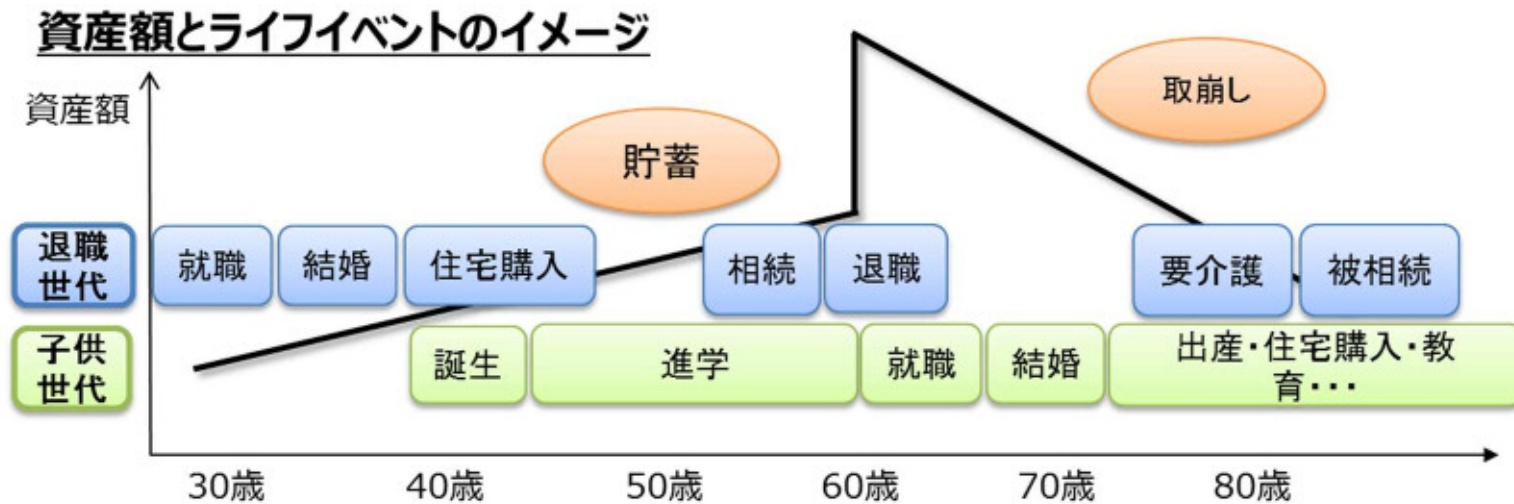 資産額とライフイベントのイメージ
資産額
貯蓄
取崩し
退職
世代
就職
結婚
住宅購入
相続
退職
要介護
被相続
子供
世代
誕生
進学
就職
結婚
出産・住宅購入・教
育・・・
30歳
40歳
50歳
60歳
70歳
80歳